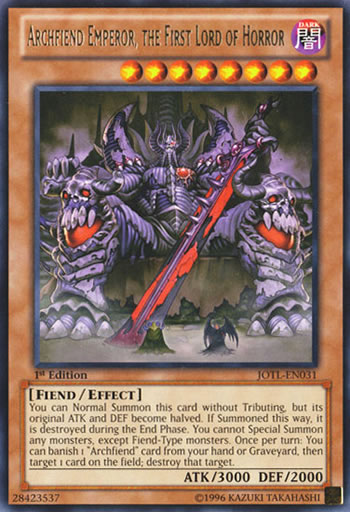 Archfiend Emperor, the First Lord of Horror
DARK
闇
1st Edition
JOTL-EN031
[Fiend / Effect]
You can Normal Summon this card without Tributing, but its
original ATK and DEF become halved. If Summoned this way, it
is destroyed during the End Phase. You cannot Special Summon
any monsters, except Fiend-Type monsters. Once per turn: You
can banish 1 "Archfiend" card from your hand or Graveyard, then
target 1 card on the field; destroy that target.
ATK/3000 DEF/2000
28423537
©1996 KAZUKI TAKAHASHI